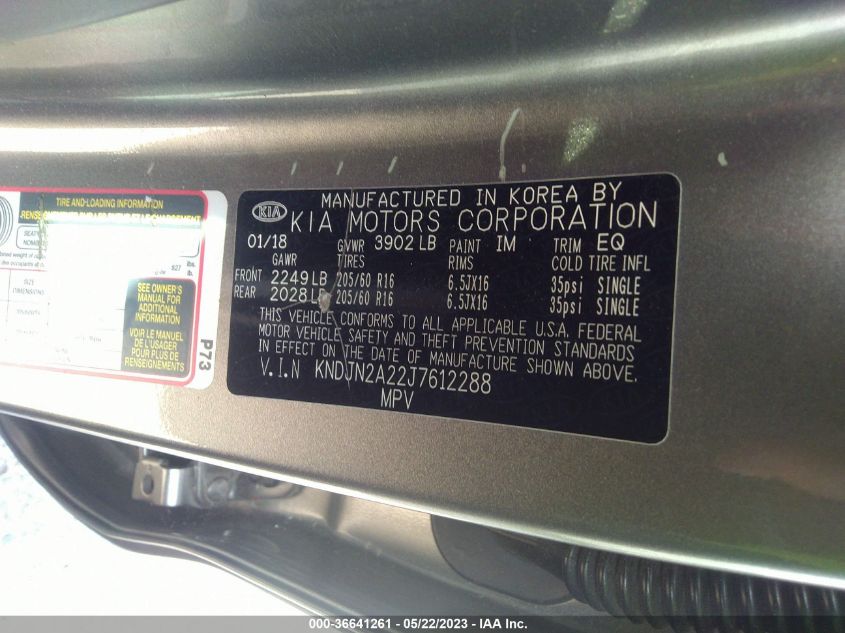 TIRE AND LOADING INFORMATION
SEE OWNER'S
MANUAL FOR
ADDITIONAL
INFORMATION
VOIR LE MANUEL
DE L'USAGER
POUR PLUS DE
RENSEIGNEMENTS
P73
MANUFACTURED IN KOREA BY
KIA KIA MOTORS CORPORATION
01/18 GVWR 3902 LB PAINT IM TRIM EQ
GAWR TIRES RIMS COLD TIRE INFL
FRONT 2249 LB 205/60 R16 6.5JX16 35psi SINGLE
REAR 2028 LB 205/60 R16 6.5JX16 35psi SINGLE
THIS VEHICLE CONFORMS TO ALL APPLICABLE U.S.A. FEDERAL
MOTOR VEHICLE SAFETY AND THEFT PREVENTION STANDARDS
IN EFFECT ON THE DATE OF MANUFACTURE SHOWN ABOVE.
V.I.N KNDJN2A22J7612288
MPV
000-36641261 - 05/22/2023 - IAA Inc.